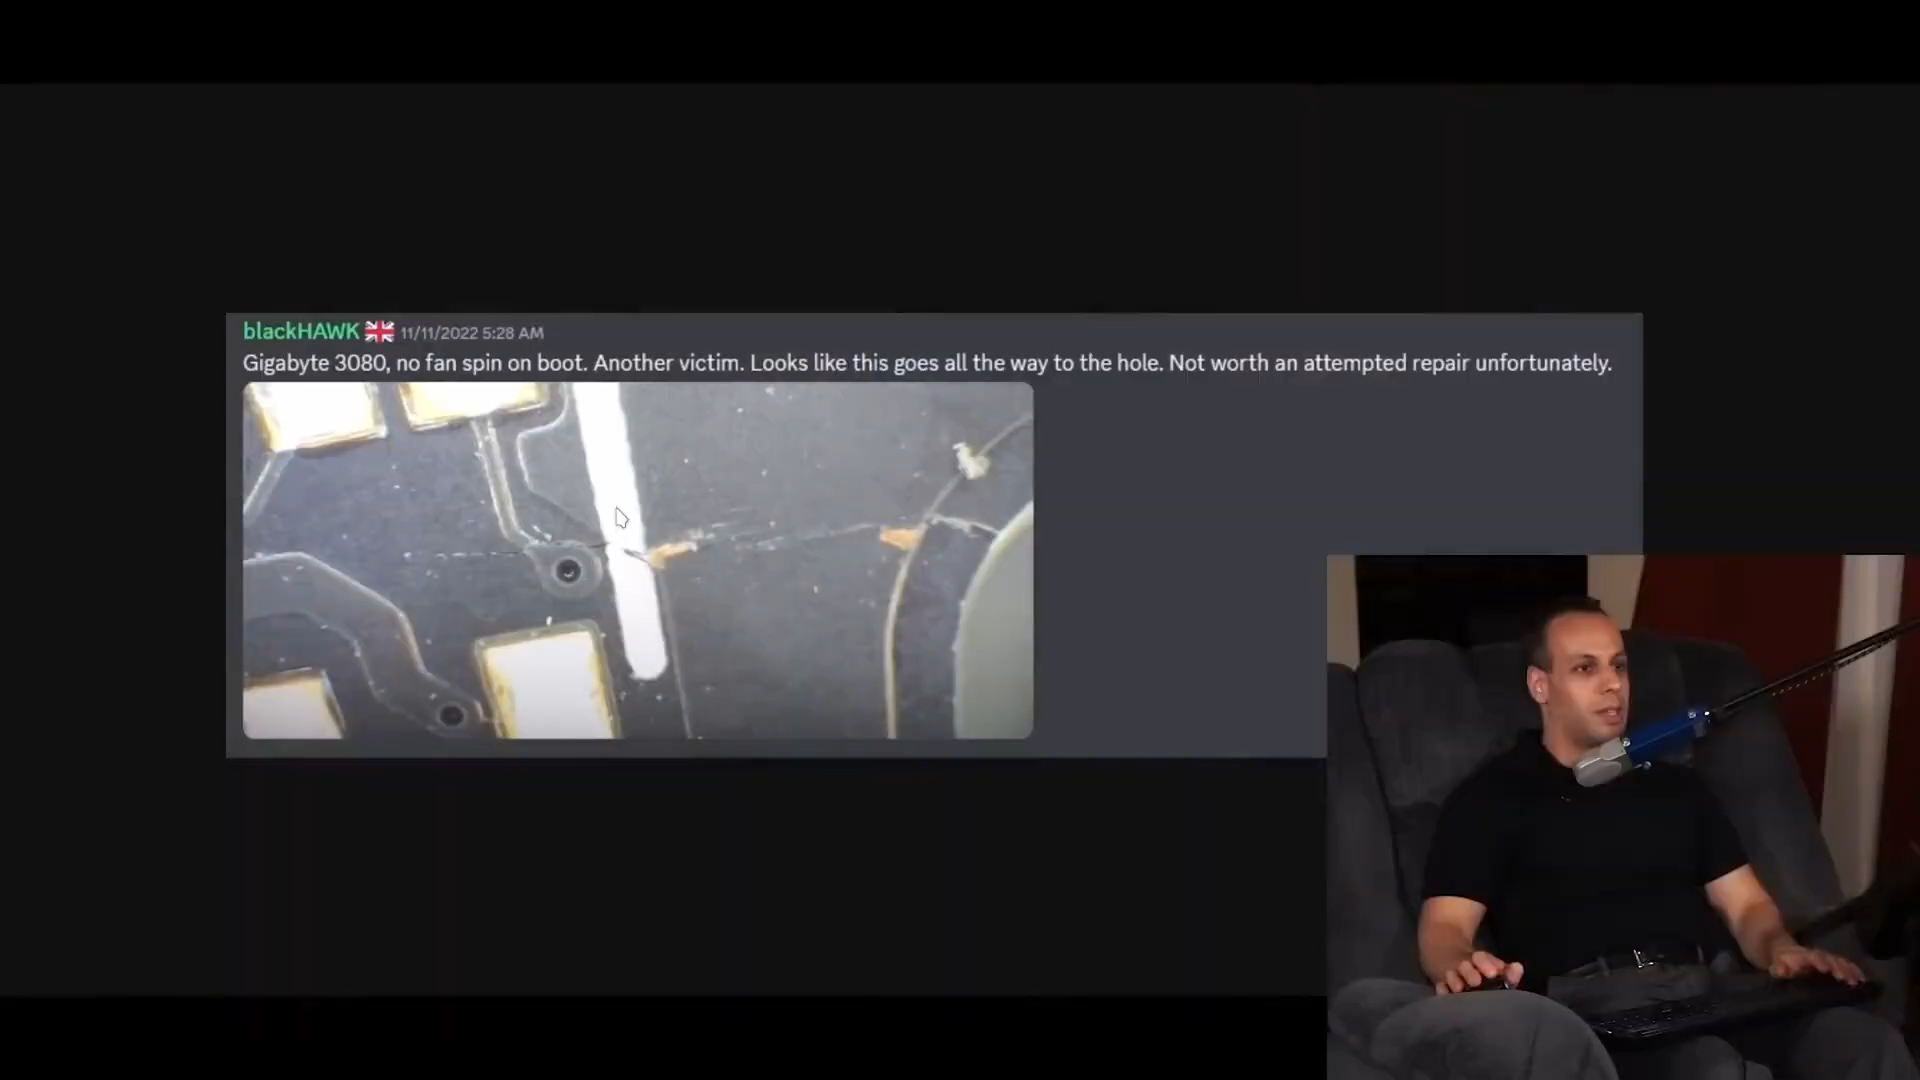 blackHAWK 11/11/2022 5:28 AM
Gigabyte 3080, no fan spin on boot. Another victim. Looks like this goes all the way to the hole. Not worth an attempted repair unfortunately.